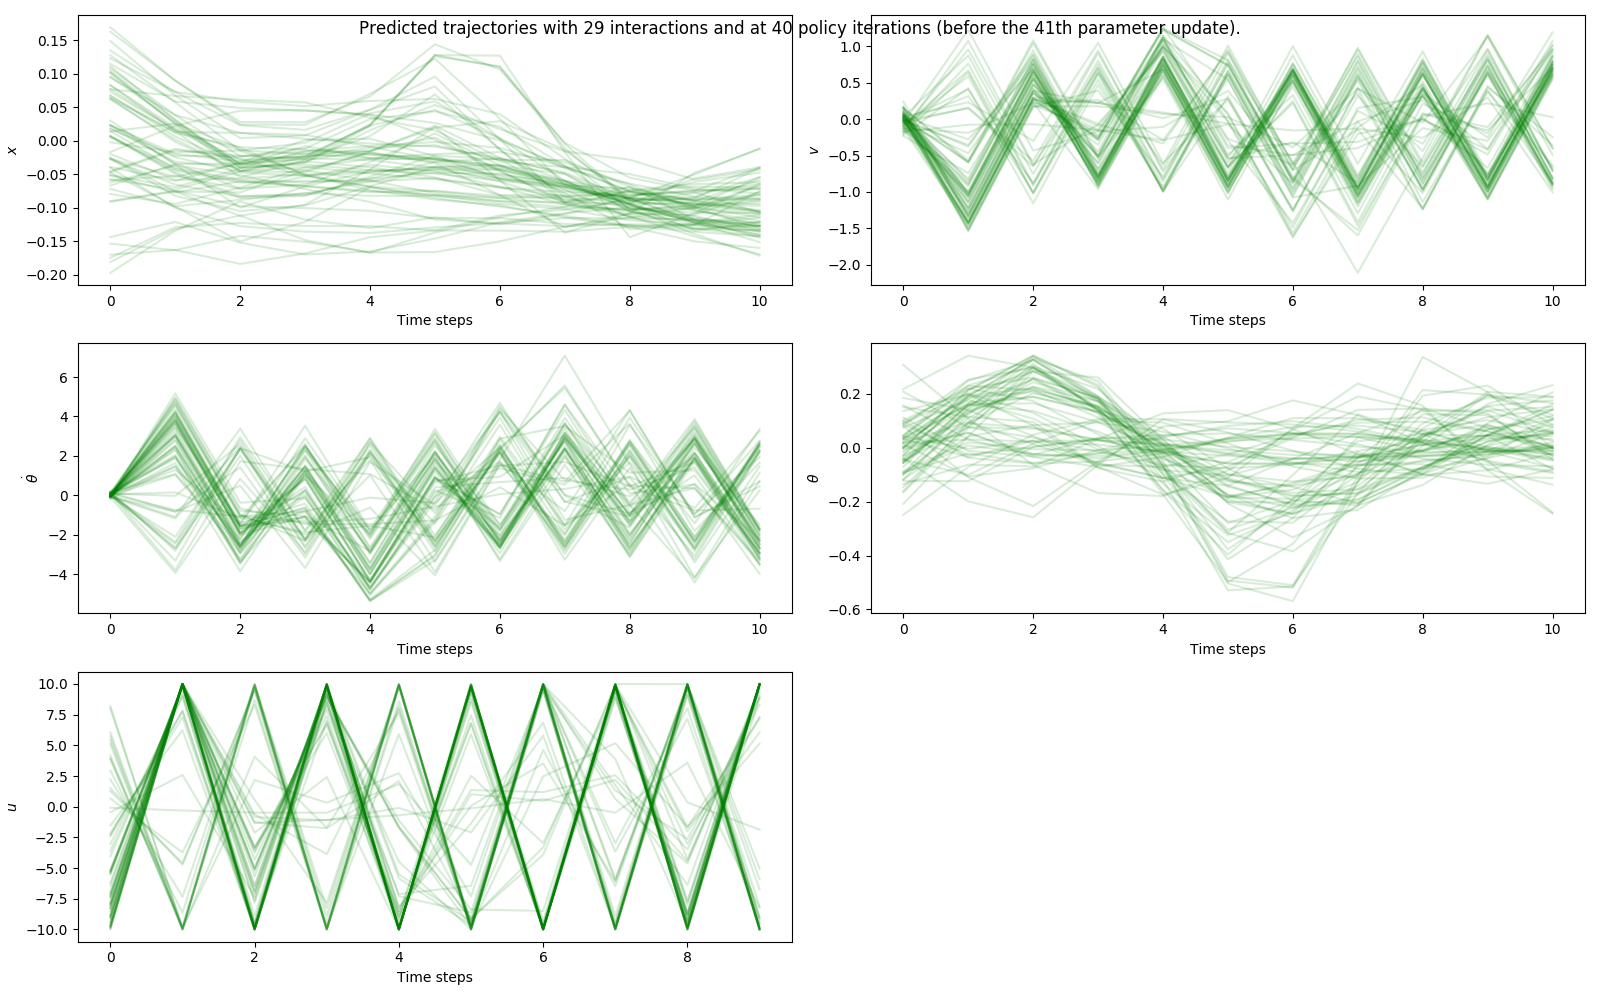 Predicted trajectories with 29 interactions and at 40 policy iterations (before the 41th parameter update).
0.15
0.10
0.05
0.00
−0.05
−0.10
−0.15
−0.20
x
0 2 4 6 8 10
Time steps
1.0
0.5
0.0
−0.5
−1.0
−1.5
−2.0
v
0 2 4 6 8 10
Time steps
6
4
2
0
−2
−4
θ̇
0 2 4 6 8 10
Time steps
0.2
0.0
−0.2
−0.4
−0.6
θ
0 2 4 6 8 10
Time steps
10.0
7.5
5.0
2.5
0.0
−2.5
−5.0
−7.5
−10.0
u
0 2 4 6 8
Time steps